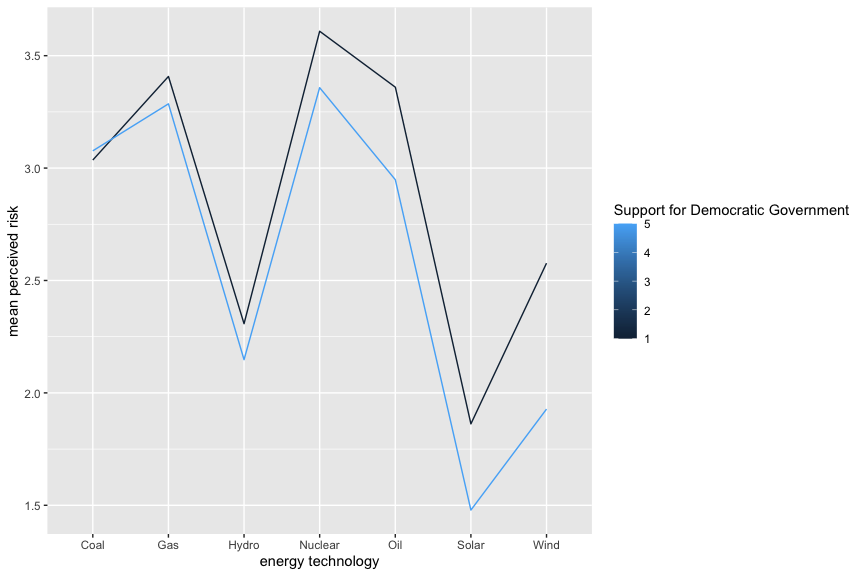 3.5
3.0
2.5
2.0
1.5
mean perceived risk
Coal Gas Hydro Nuclear Oil Solar Wind
energy technology
Support for Democratic Government
5
4
3
2
1